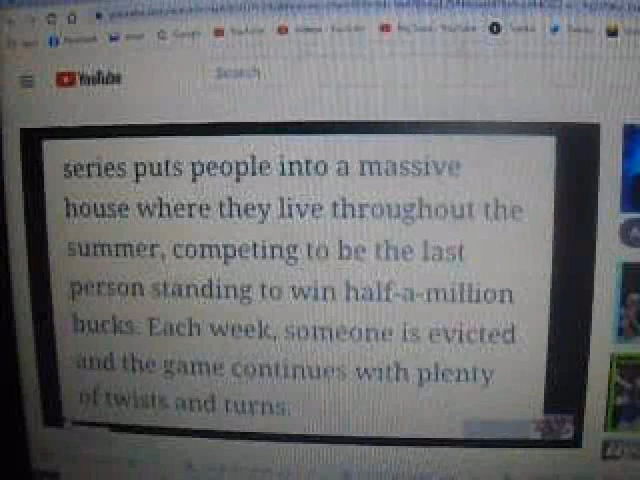 YouTube
Search
series puts people into a massive
house where they live throughout the
summer, competing to be the last
person standing to win half-a-million
bucks. Each week, someone is evicted
and the game continues with plenty
of twists and turns.